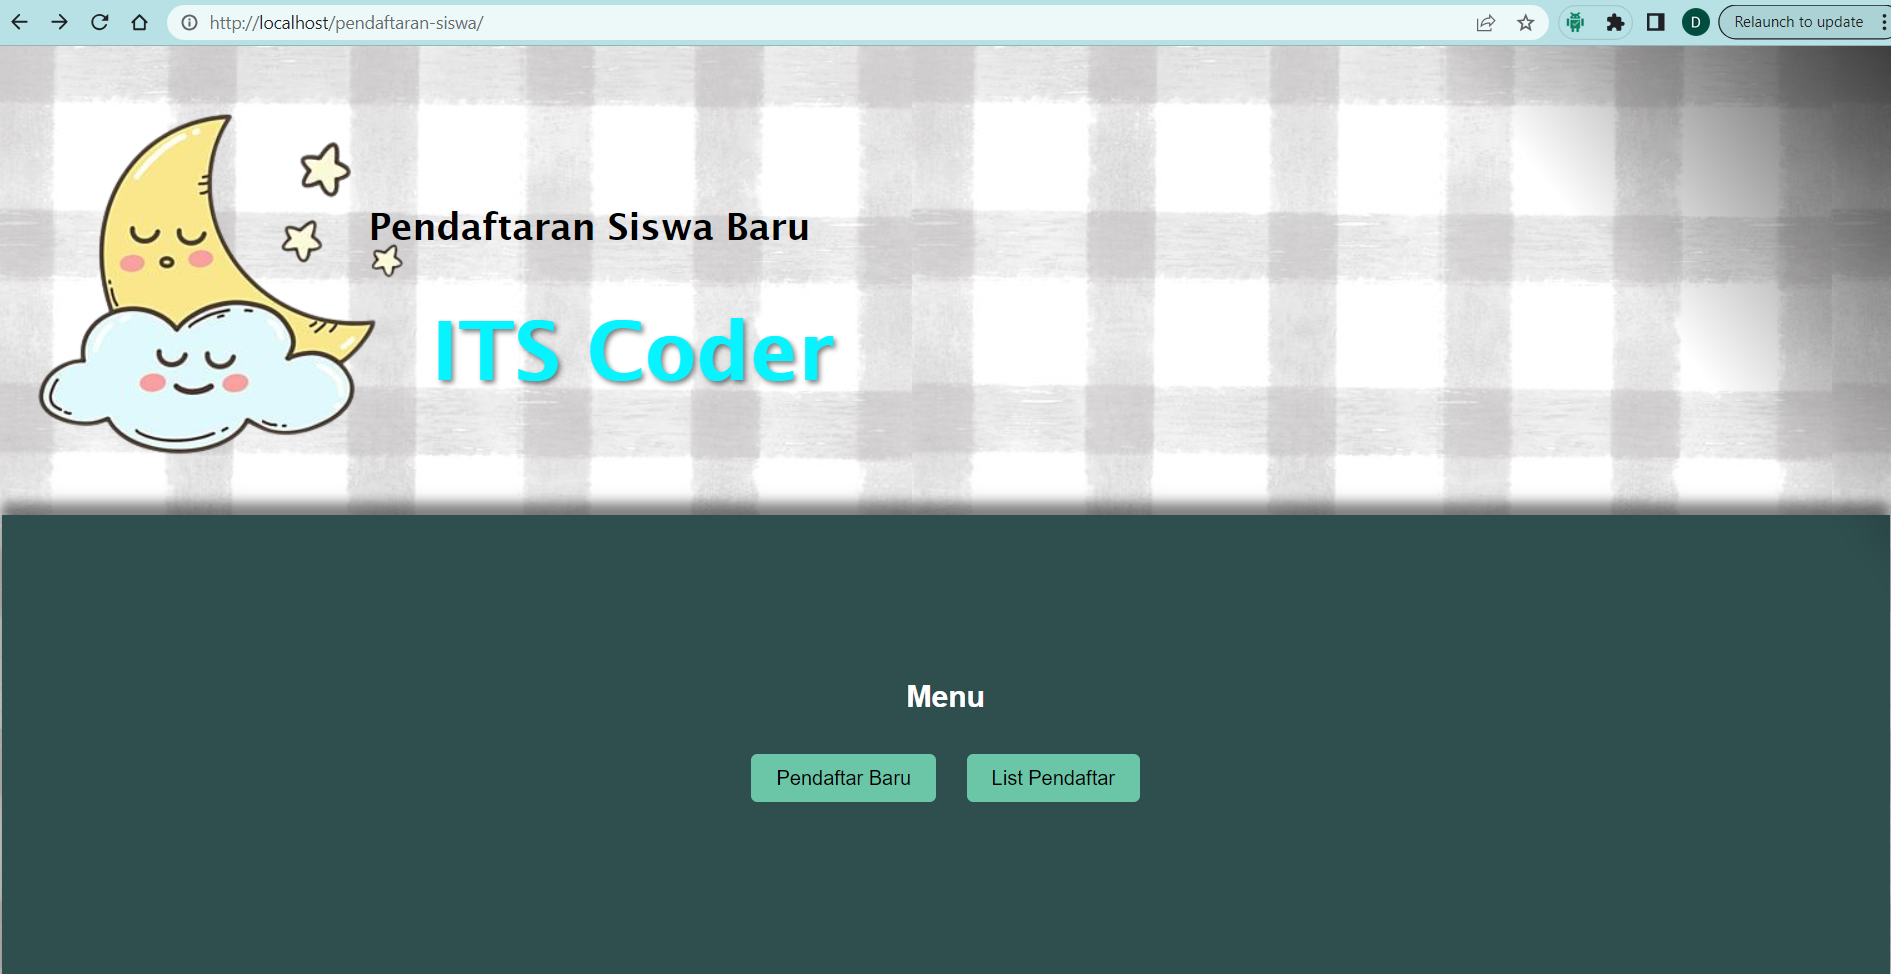 http://localhost/pendaftaran-siswa/
D
Relaunch to update
Pendaftaran Siswa Baru
ITS Coder
Menu
Pendaftar Baru
List Pendaftar